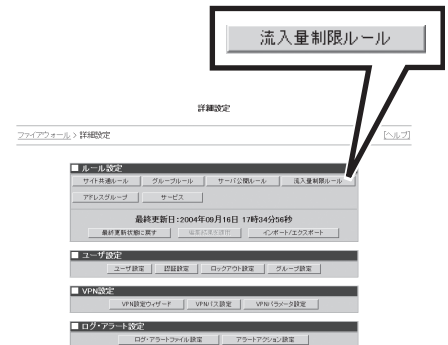 流入量制限ルール
詳細設定
ファイアウォール > 詳細設定 [ヘルプ]
■ ルール設定
サイト共通ルール グループルール サーバ公開ルール 流入量制限ルール
アドレスグループ サービス
最終更新日:2004年09月16日 17時34分56秒
最終更新状態に戻す 編集結果を適用 インポート/エクスポート
■ ユーザ設定
ユーザ設定 認証設定 ロックアウト設定 グループ設定
■ VPN設定
VPN設定ウィザード VPNパス設定 VPNパラメータ設定
■ ログ・アラート設定
ログ・アラートファイル設定 アラートアクション設定